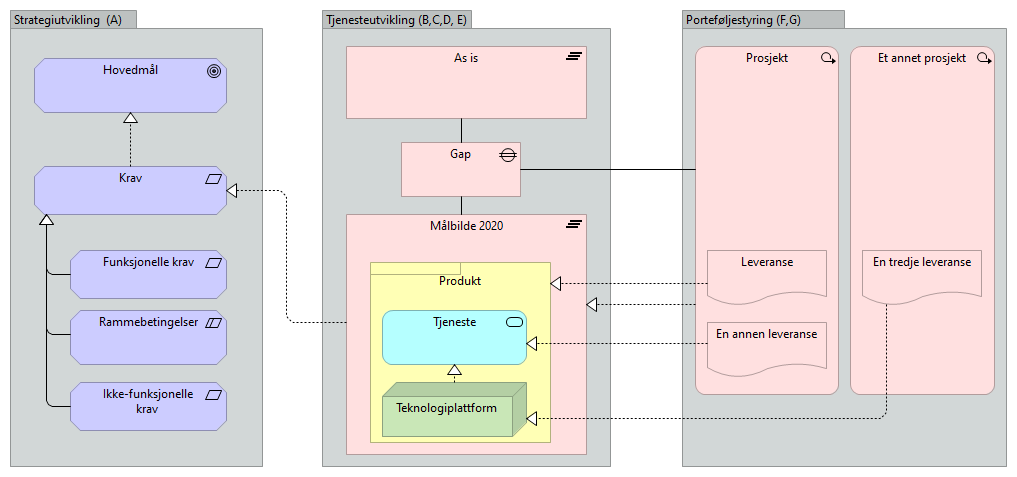 Strategiutvikling (A)
Hovedmål
Krav
Funksjonelle krav
Rammebetingelser
Ikke-funksjonelle
krav
Tjenesteutvikling (B,C,D, E)
As is
Gap
Målbilde 2020
Produkt
Tjeneste
Teknologiplattform
Porteføljestyring (F,G)
Prosjekt
Leveranse
En annen leveranse
Et annet prosjekt
En tredje leveranse